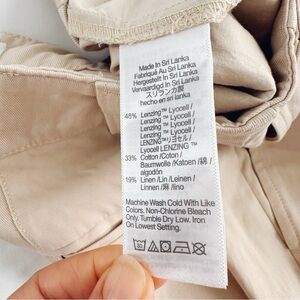 Made In Sri Lanka
Fabriqué Au Sri Lanka
Hergestellt In Sri Lanka
Vervaardigd In Sri Lanka
スリランカ製
hecho en sri lanka
48% Lenzing™ Lyocell /
Lenzing™ Lyocell /
Lenzing™ Lyocell /
Lenzing™ Lyocell /
LENZING™リヨセル /
Lyocell LENZING™
33% Cotton /Coton /
Baumwolle /Katoen /綿 /
algodón
19% Linen /Lin /Leinen /
Linnen /麻 /lino
Machine Wash Cold With Like
Colors. Non-Chlorine Bleach
Only. Tumble Dry Low. Iron
On Lowest Setting.